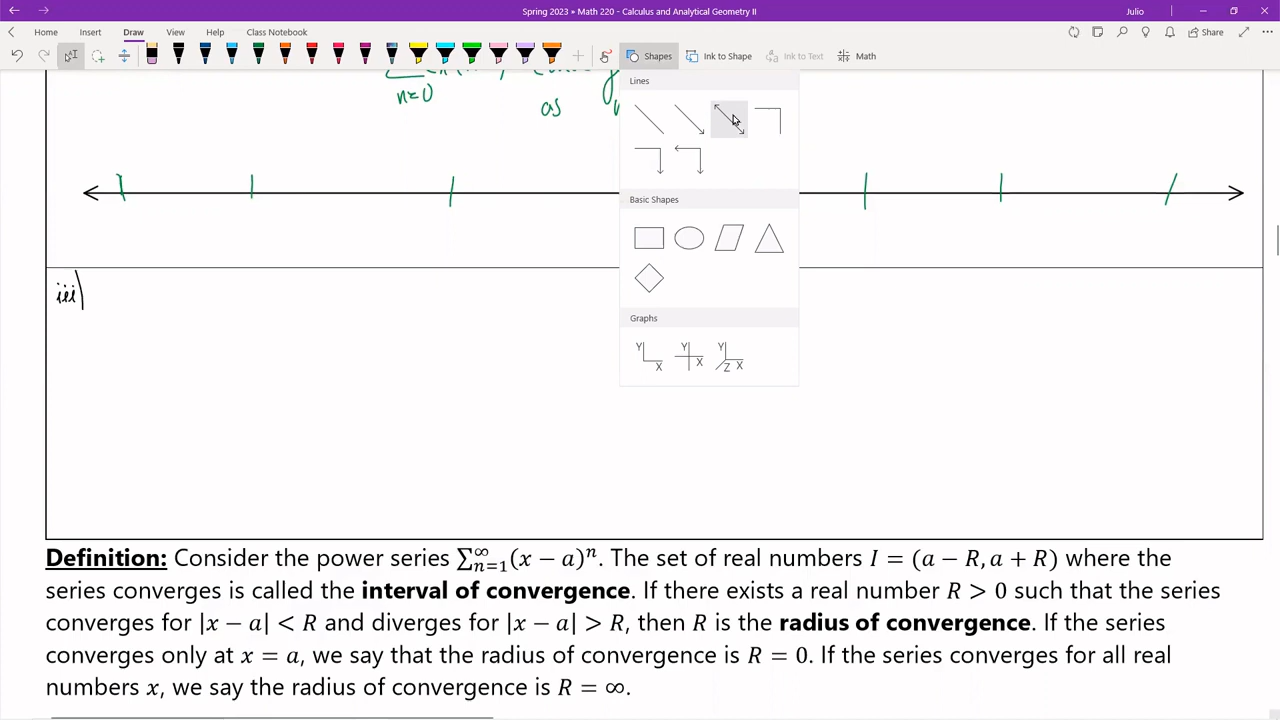 Spring 2023 » Math 220 - Calculus and Analytical Geometry II
Julio
Home Insert Draw View Help Class Notebook
Share
Shapes Ink to Shape Ink to Text Math
Lines
n=0
as
Basic Shapes
Graphs
Y X Y X Y Z X
iii)
Definition: Consider the power series ∑_{n=1}^{∞}(x − a)^n. The set of real numbers I = (a − R, a + R) where the
series converges is called the interval of convergence. If there exists a real number R > 0 such that the series
converges for |x − a| < R and diverges for |x − a| > R, then R is the radius of convergence. If the series
converges only at x = a, we say that the radius of convergence is R = 0. If the series converges for all real
numbers x, we say the radius of convergence is R = ∞.